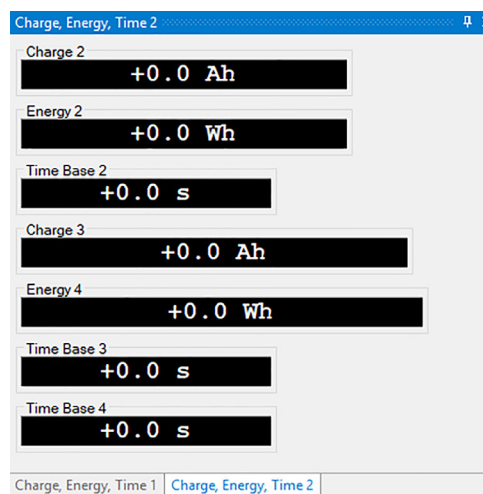 Charge, Energy, Time 2
Charge 2
+0.0 Ah
Energy 2
+0.0 Wh
Time Base 2
+0.0 s
Charge 3
+0.0 Ah
Energy 4
+0.0 Wh
Time Base 3
+0.0 s
Time Base 4
+0.0 s
Charge, Energy, Time 1 Charge, Energy, Time 2